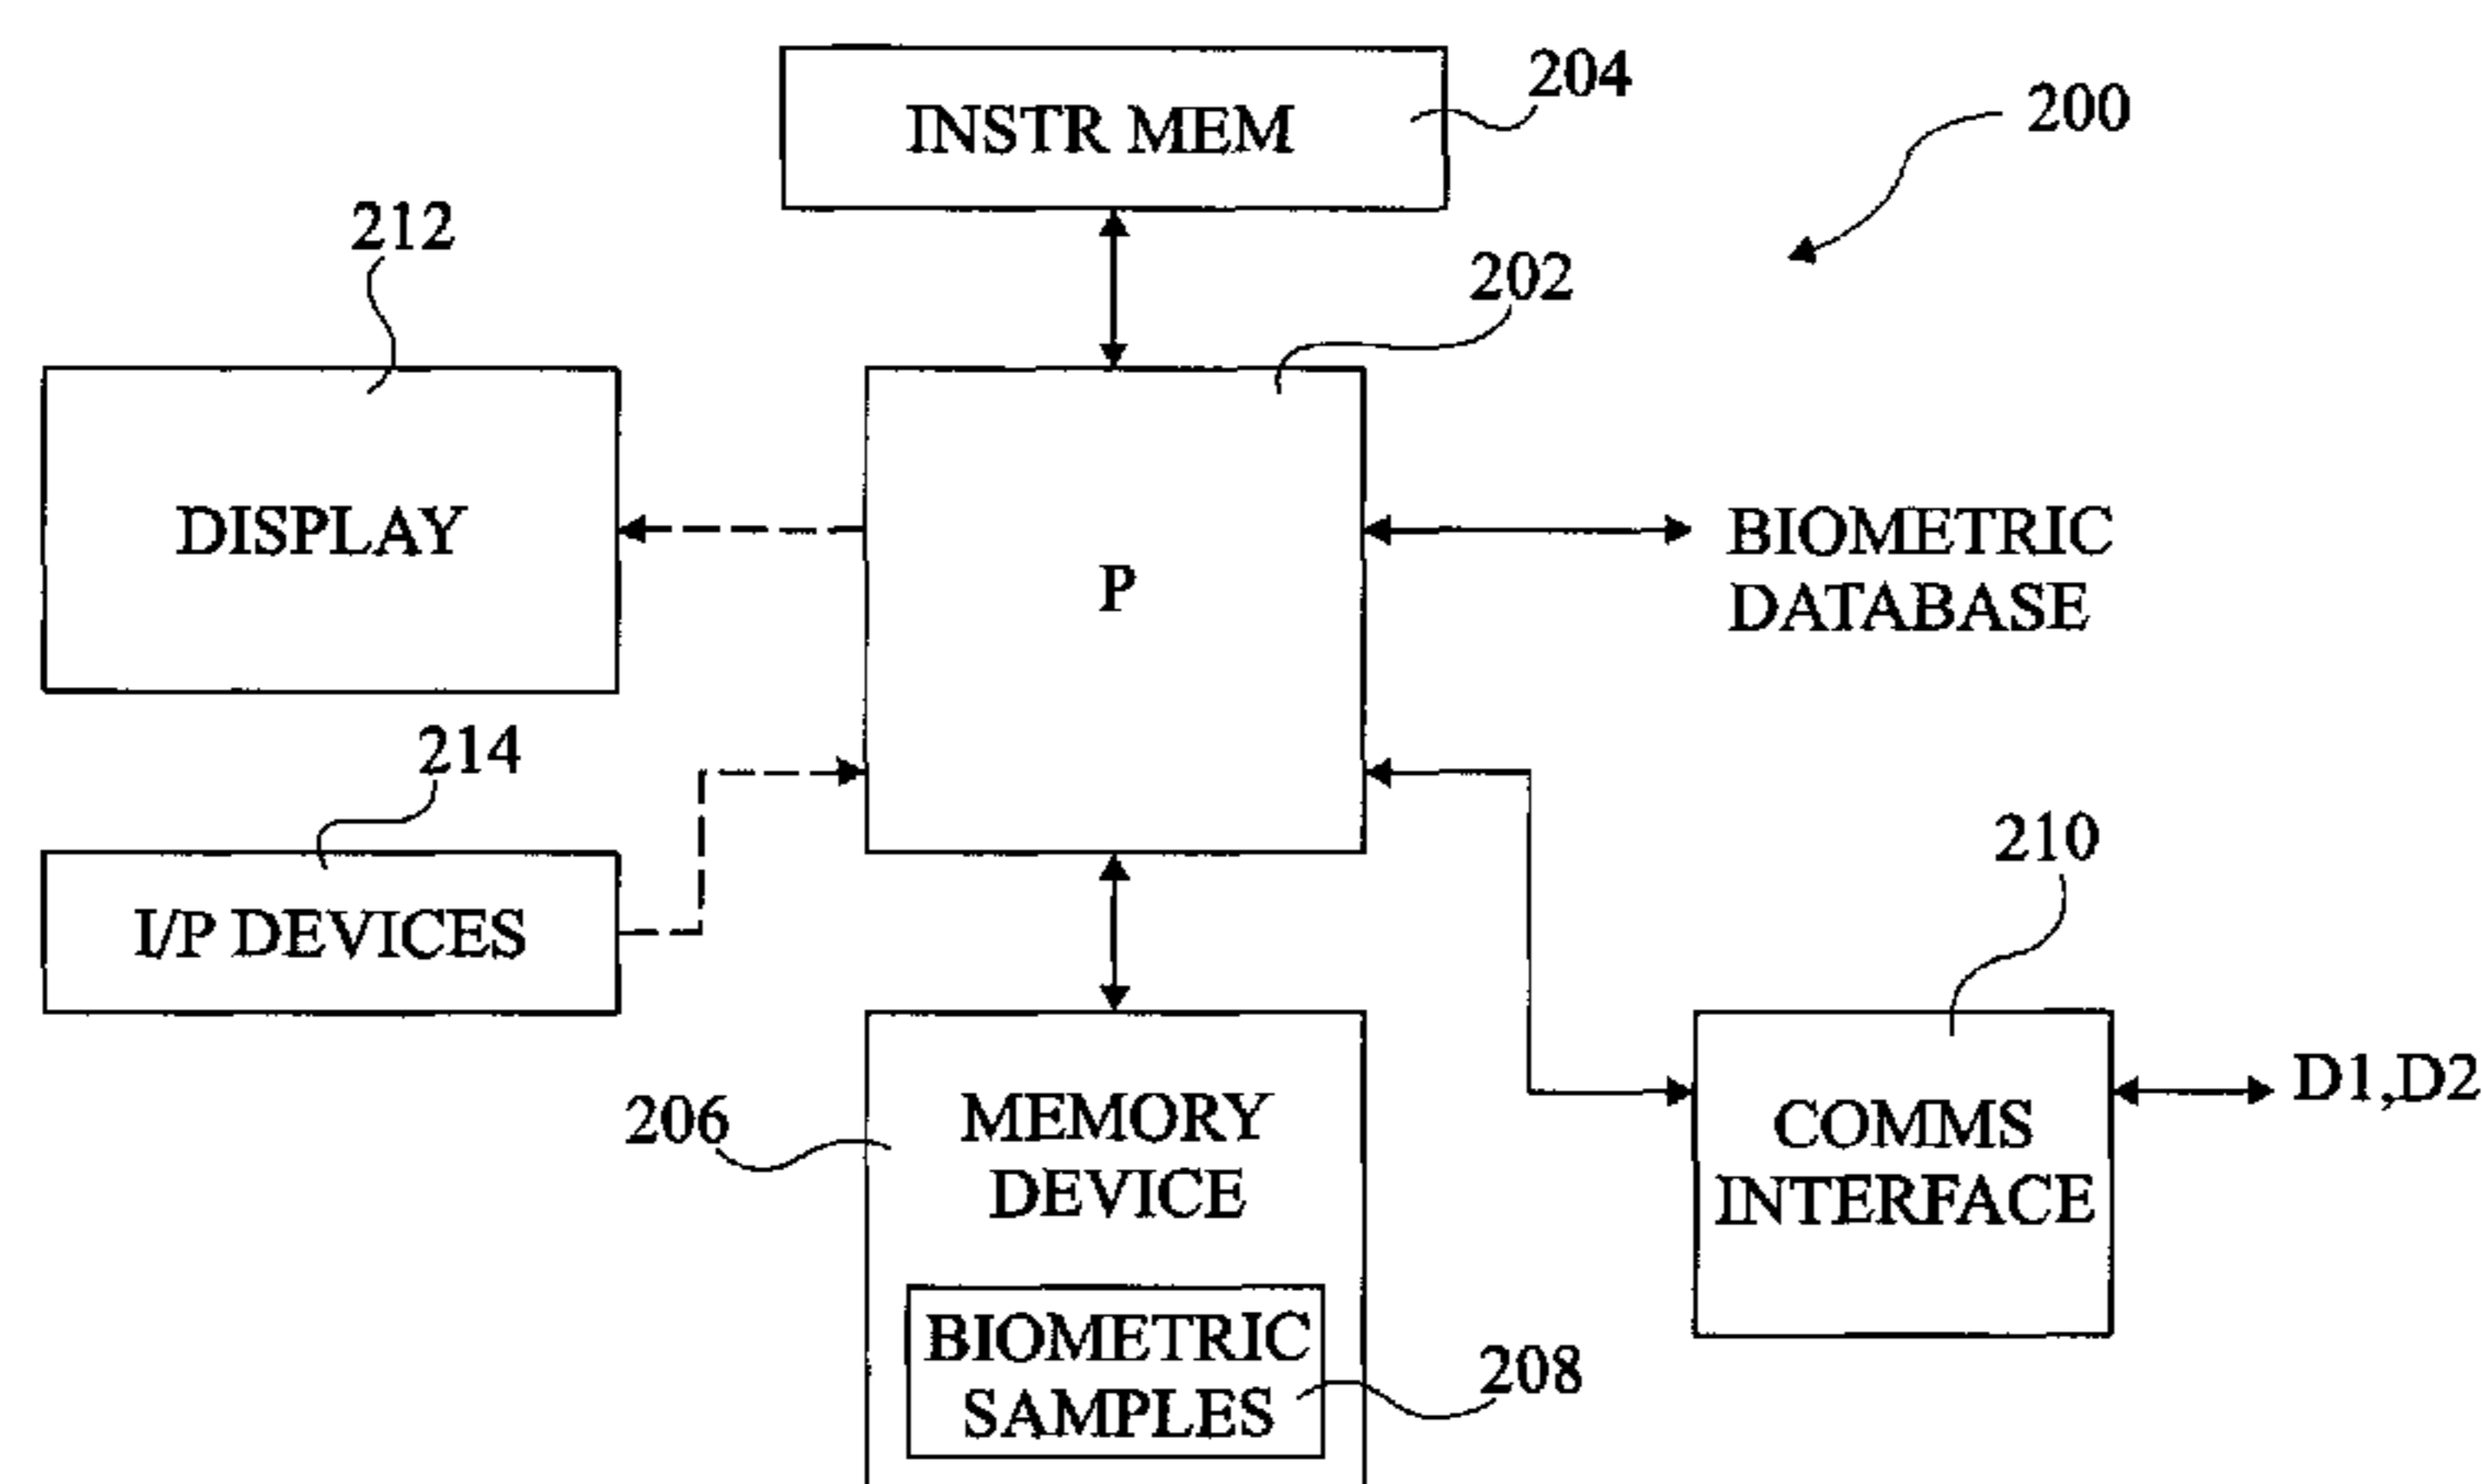 204
INSTR MEM
200
212
202
DISPLAY
P
BIOMETRIC
DATABASE
214
I/P DEVICES
210
206
MEMORY
DEVICE
COMMS
INTERFACE
D1,D2
BIOMETRIC
SAMPLES
208